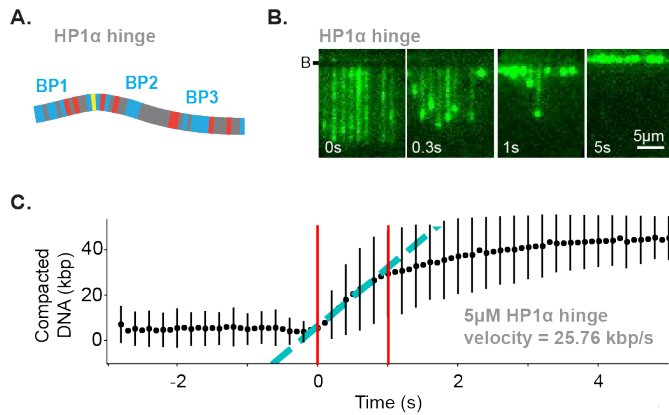 A.
HP1α hinge
BP1
BP2
BP3
B.
HP1α hinge
B
0s
0.3s
1s
5s
5μm
C.
Compacted
DNA (kbp)
40
20
0
5μM HP1α hinge
velocity = 25.76 kbp/s
-2
0
2
4
Time (s)